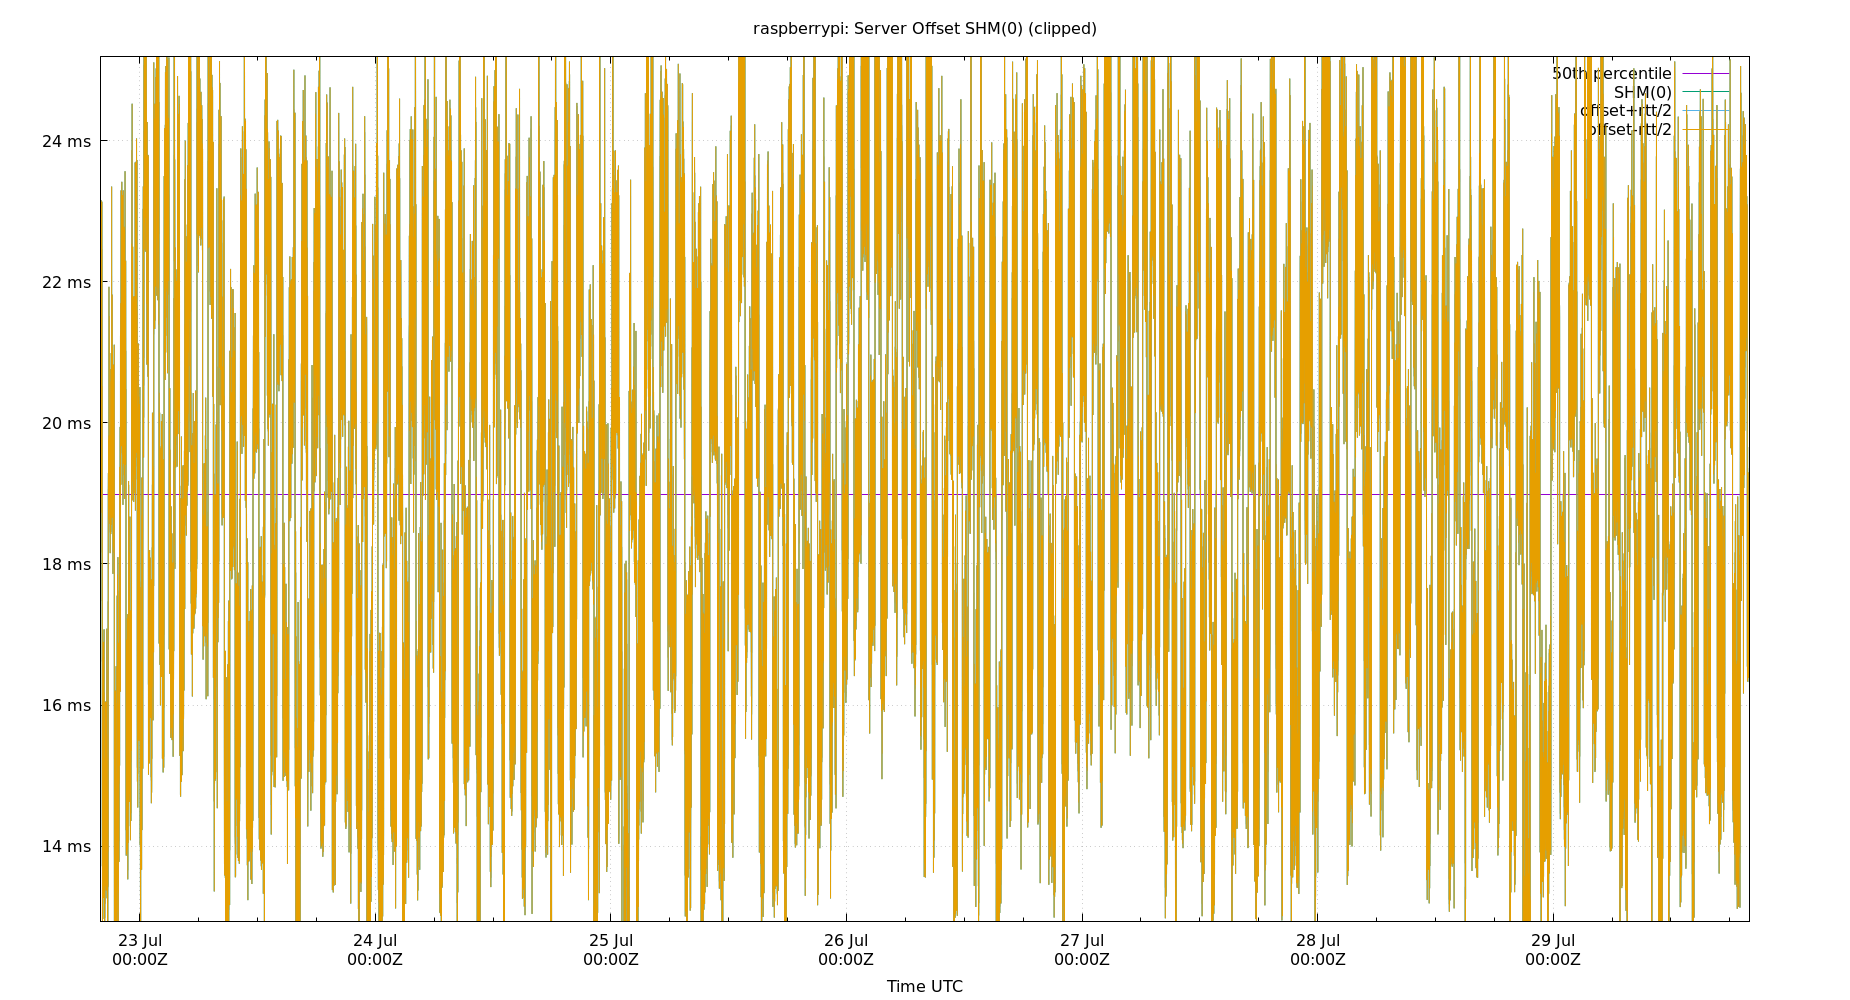 raspberrypi: Server Offset SHM(0) (clipped)
50th percentile
SHM(0)
offset+rtt/2
offset-rtt/2
24 ms
22 ms
20 ms
18 ms
16 ms
14 ms
23 Jul 24 Jul 25 Jul 26 Jul 27 Jul 28 Jul 29 Jul
00:00Z 00:00Z 00:00Z 00:00Z 00:00Z 00:00Z 00:00Z
Time UTC